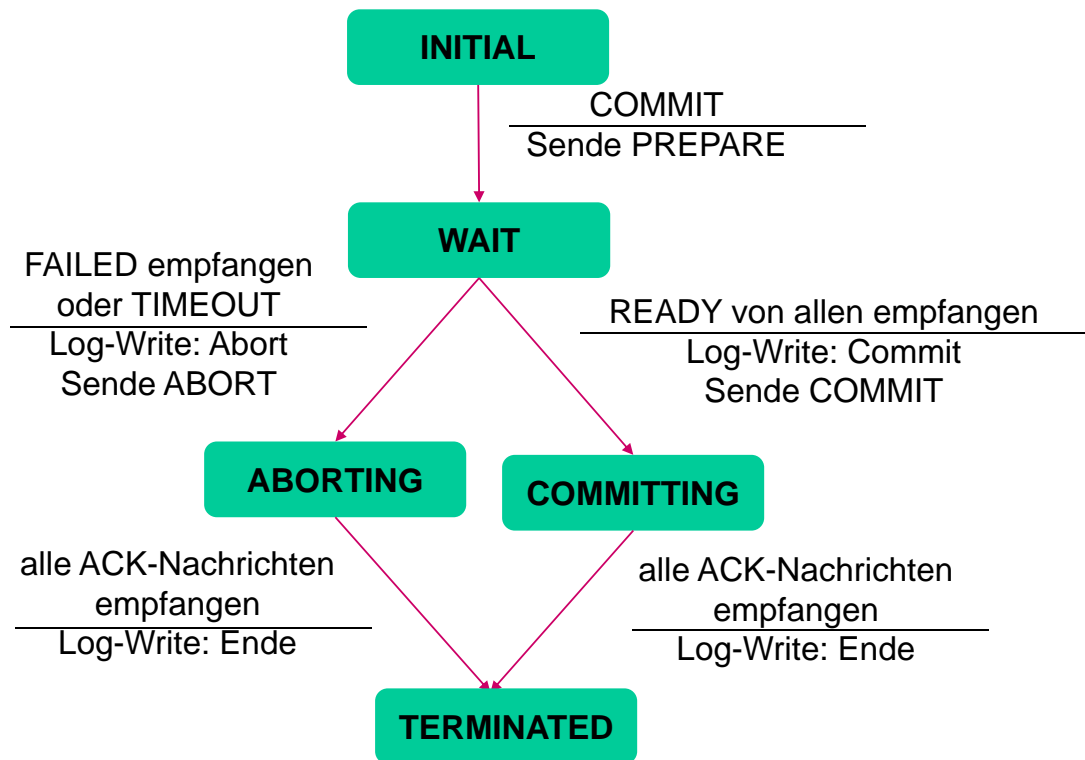 INITIAL
COMMIT
Sende PREPARE
WAIT
FAILED empfangen
oder TIMEOUT
Log-Write: Abort
Sende ABORT
READY von allen empfangen
Log-Write: Commit
Sende COMMIT
ABORTING
COMMITTING
alle ACK-Nachrichten
empfangen
Log-Write: Ende
alle ACK-Nachrichten
empfangen
Log-Write: Ende
TERMINATED